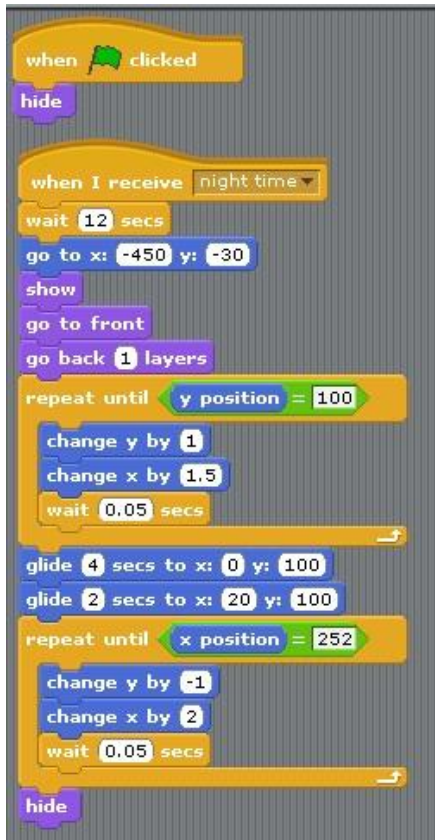 when clicked
hide
when I receive night time
wait 12 secs
go to x: -450 y: -30
show
go to front
go back 1 layers
repeat until y position = 100
change y by 1
change x by 1.5
wait 0.05 secs
glide 4 secs to x: 0 y: 100
glide 2 secs to x: 20 y: 100
repeat until x position = 252
change y by -1
change x by 2
wait 0.05 secs
hide